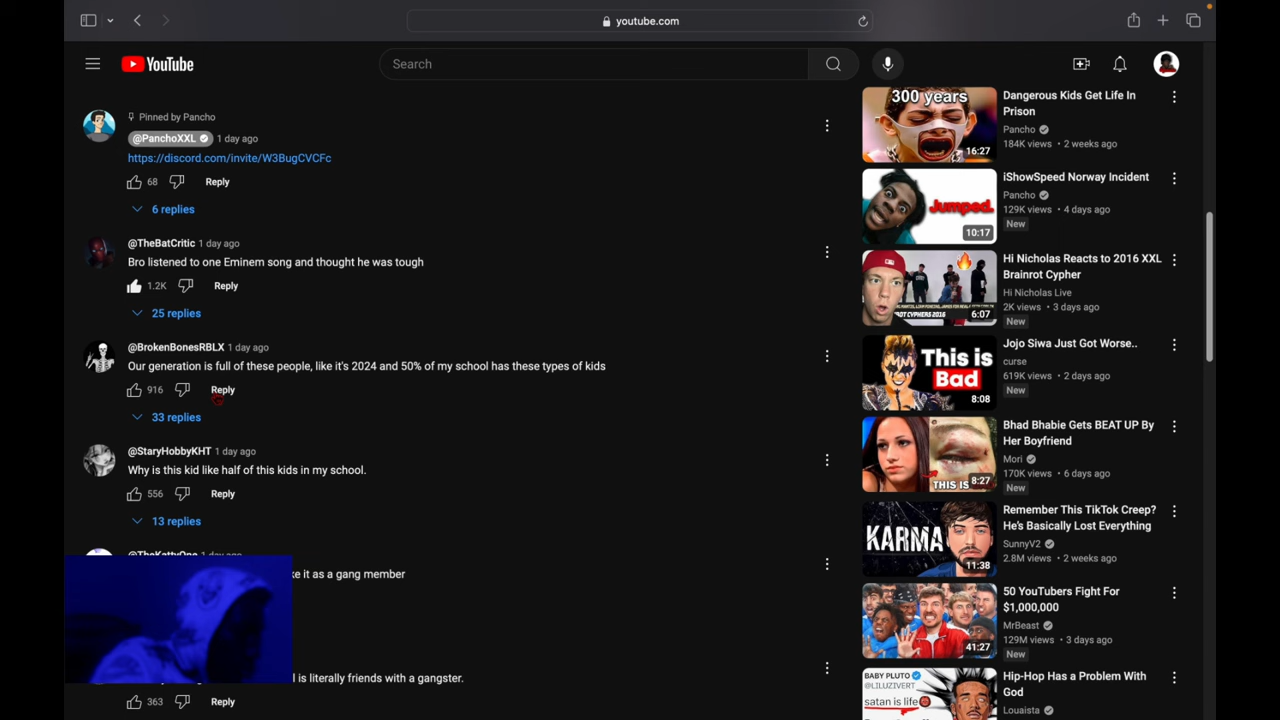 youtube.com
YouTube
Search
Pinned by Pancho
@PanchoXXL 1 day ago
https://discord.com/invite/W3BugCVCFc
68 Reply
6 replies
@TheBatCritic 1 day ago
Bro listened to one Eminem song and thought he was tough
1.2K Reply
25 replies
@BrokenBonesRBLX 1 day ago
Our generation is full of these people, like it's 2024 and 50% of my school has these types of kids
916 Reply
33 replies
@StaryHobbyKHT 1 day ago
Why is this kid like half of this kids in my school.
556 Reply
13 replies
@TheKattyOne 1 day ago
ke it as a gang member
l is literally friends with a gangster.
363 Reply
300 years
16:27
Dangerous Kids Get Life In
Prison
Pancho
184K views • 2 weeks ago
Jumped.
10:17
iShowSpeed Norway Incident
Pancho
129K views • 4 days ago
New
6:07
Hi Nicholas Reacts to 2016 XXL
Brainrot Cypher
Hi Nicholas Live
2K views • 3 days ago
New
This is
Bad
8:08
Jojo Siwa Just Got Worse..
curse
619K views • 2 days ago
New
THIS IS
8:27
Bhad Bhabie Gets BEAT UP By
Her Boyfriend
Mori
170K views • 6 days ago
New
KARMA
11:38
Remember This TikTok Creep?
He's Basically Lost Everything
SunnyV2
2.8M views • 2 weeks ago
41:27
50 YouTubers Fight For
$1,000,000
MrBeast
129M views • 3 days ago
New
BABY PLUTO
@LILUZIVERT
satan is life
Hip-Hop Has a Problem With
God
Louaista